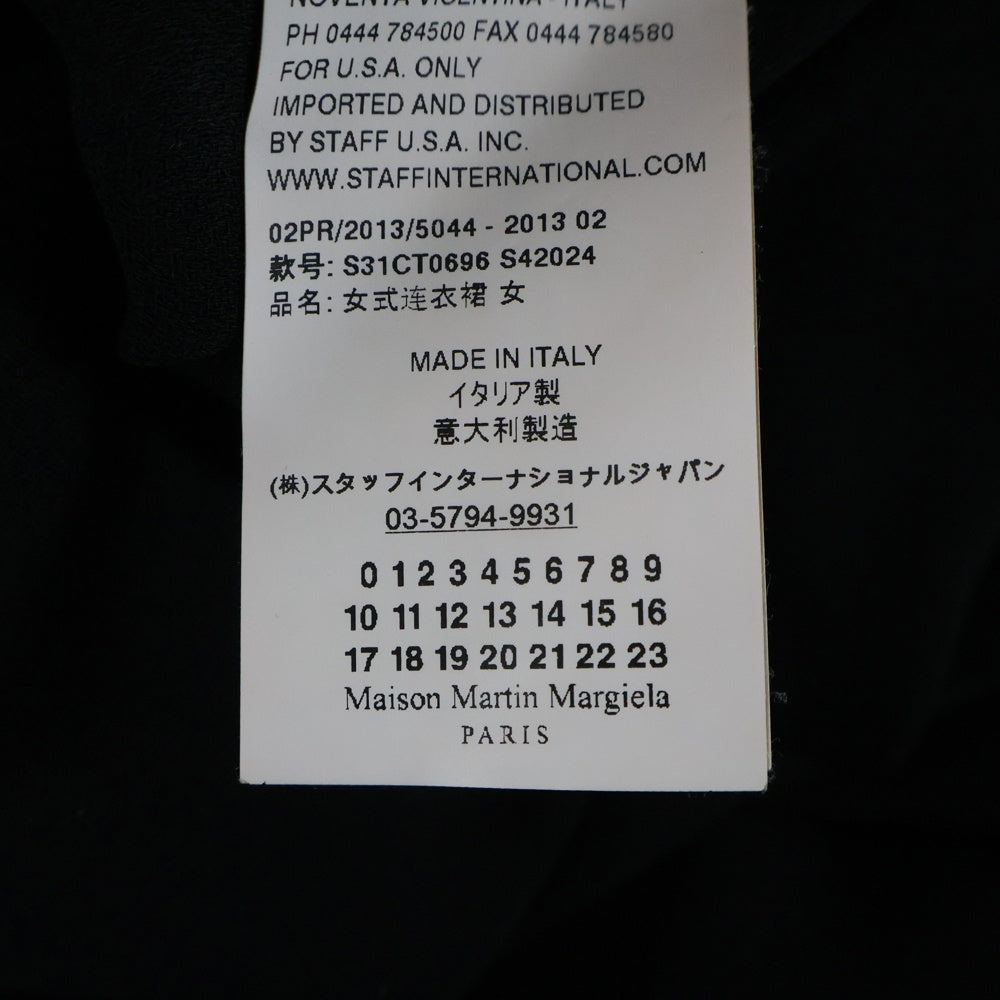 NOVENTA VICENTINA - ITALY
PH 0444 784500 FAX 0444 784580
FOR U.S.A. ONLY
IMPORTED AND DISTRIBUTED
BY STAFF U.S.A. INC.
WWW.STAFFINTERNATIONAL.COM
02PR/2013/5044 - 2013 02
款号: S31CT0696 S42024
品名: 女式连衣裙 女
MADE IN ITALY
イタリア製
意大利製造
(株)スタッフインターナショナルジャパン
03-5794-9931
0 1 2 3 4 5 6 7 8 9
10 11 12 13 14 15 16
17 18 19 20 21 22 23
Maison Martin Margiela
PARIS